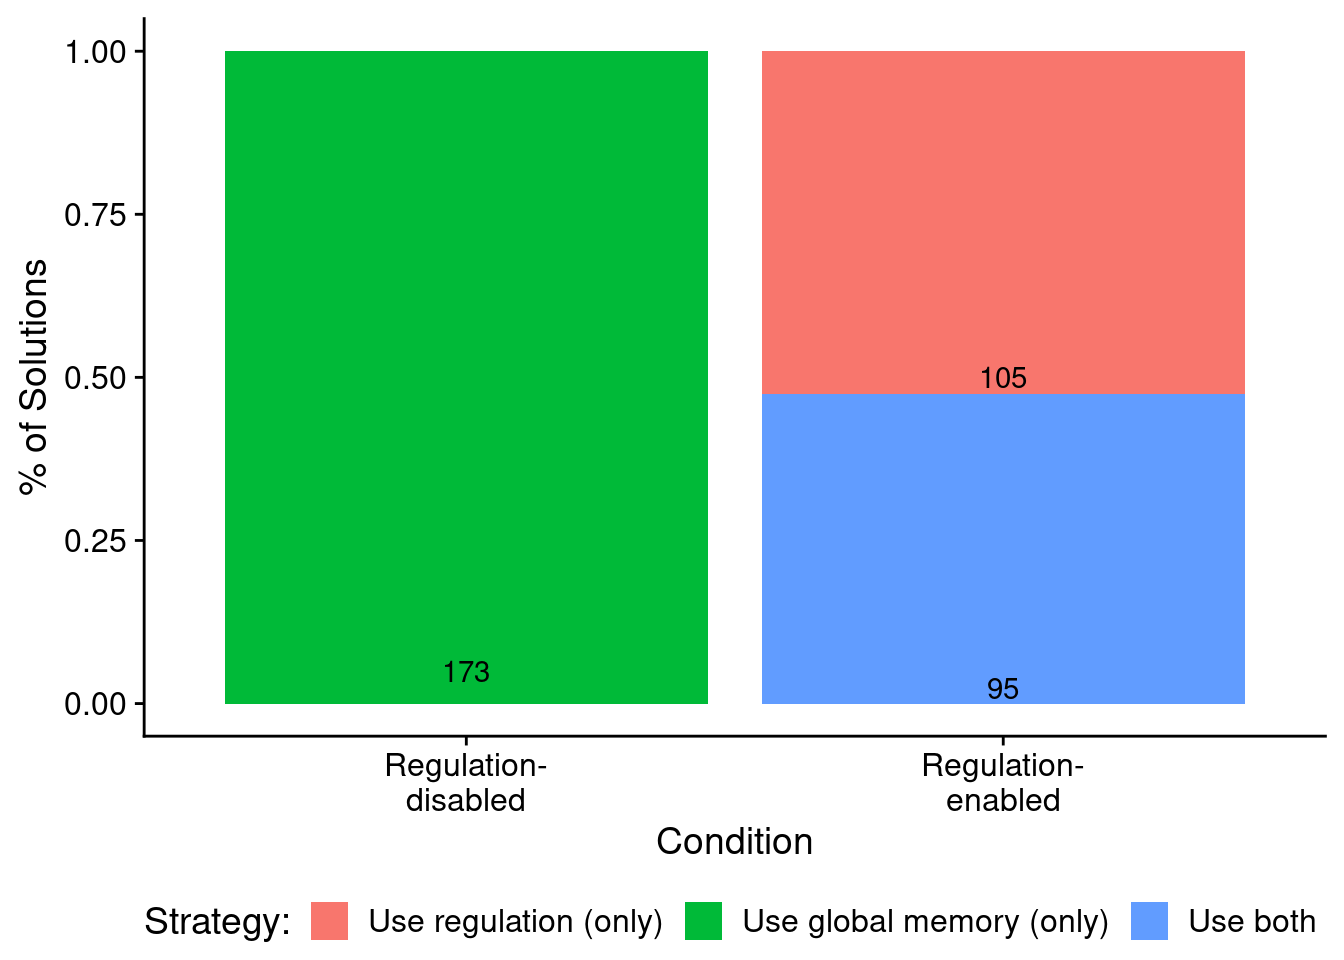 % of Solutions
1.00
0.75
0.50
0.25
0.00
173
105
95
Regulation-
disabled
Regulation-
enabled
Condition
Strategy: Use regulation (only) Use global memory (only) Use both